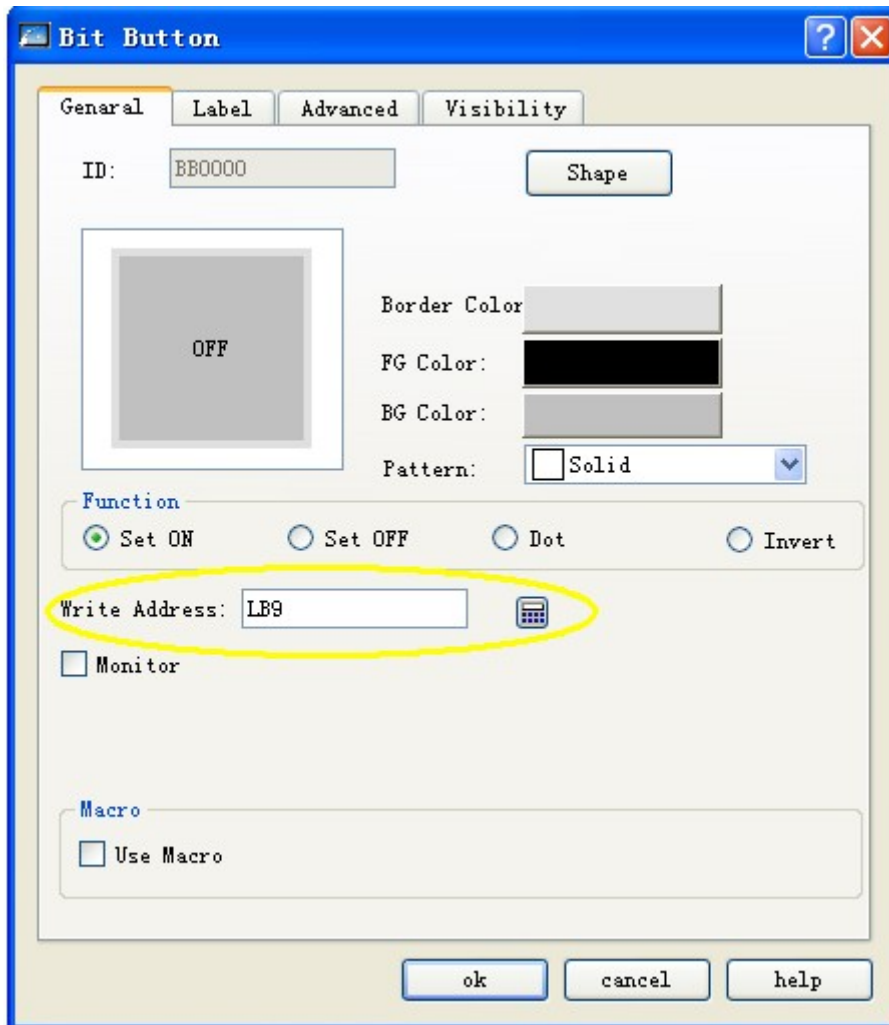 Bit Button
Genaral Label Advanced Visibility
ID: BB0000 Shape
OFF
Border Color
FG Color:
BG Color:
Pattern: Solid
Function
Set ON Set OFF Dot Invert
Write Address: LB9
Monitor
Macro
Use Macro
ok cancel help